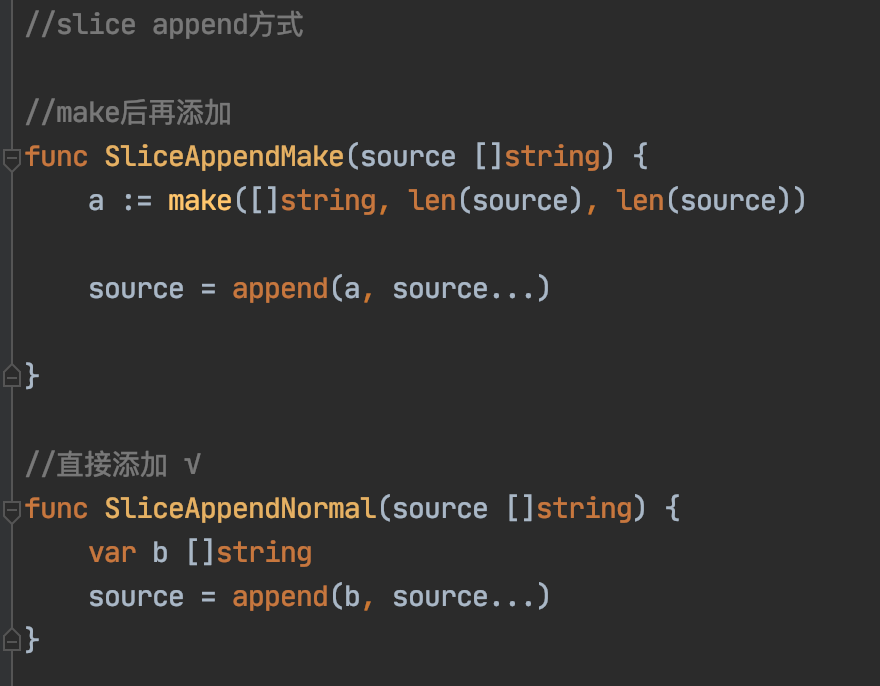 //slice append方式
//make后再添加
func SliceAppendMake(source []string) {
a := make([]string, len(source), len(source))
source = append(a, source...)
}
//直接添加 √
func SliceAppendNormal(source []string) {
var b []string
source = append(b, source...)
}